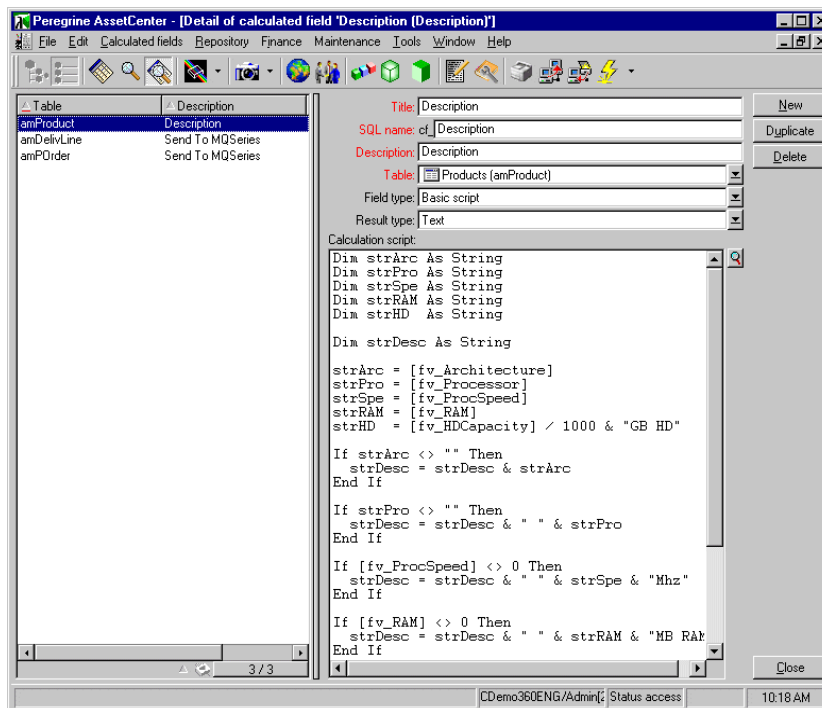 Peregrine AssetCenter - [Detail of calculated field 'Description (Description)']
File Edit Calculated fields Repository Finance Maintenance Tools Window Help
Table Description
amProduct Description
amDelivLine Send To MQSeries
amPOrder Send To MQSeries
3 / 3
Title: Description
SQL name: cf_ Description
Description: Description
Table: Products (amProduct)
Field type: Basic script
Result type: Text
Calculation script:
Dim strArc As String
Dim strPro As String
Dim strSpe As String
Dim strRAM As String
Dim strHD As String
Dim strDesc As String
strArc = [fv_Architecture]
strPro = [fv_Processor]
strSpe = [fv_ProcSpeed]
strRAM = [fv_RAM]
strHD = [fv_HDCapacity] / 1000 & "GB HD"
If strArc <> "" Then
strDesc = strDesc & strArc
End If
If strPro <> "" Then
strDesc = strDesc & " " & strPro
End If
If [fv_ProcSpeed] <> 0 Then
strDesc = strDesc & " " & strSpe & "Mhz"
End If
If [fv_RAM] <> 0 Then
strDesc = strDesc & " " & strRAM & "MB RAM
End If
New
Duplicate
Delete
Close
CDemo360ENG/Admin[2 Status access 10:18 AM